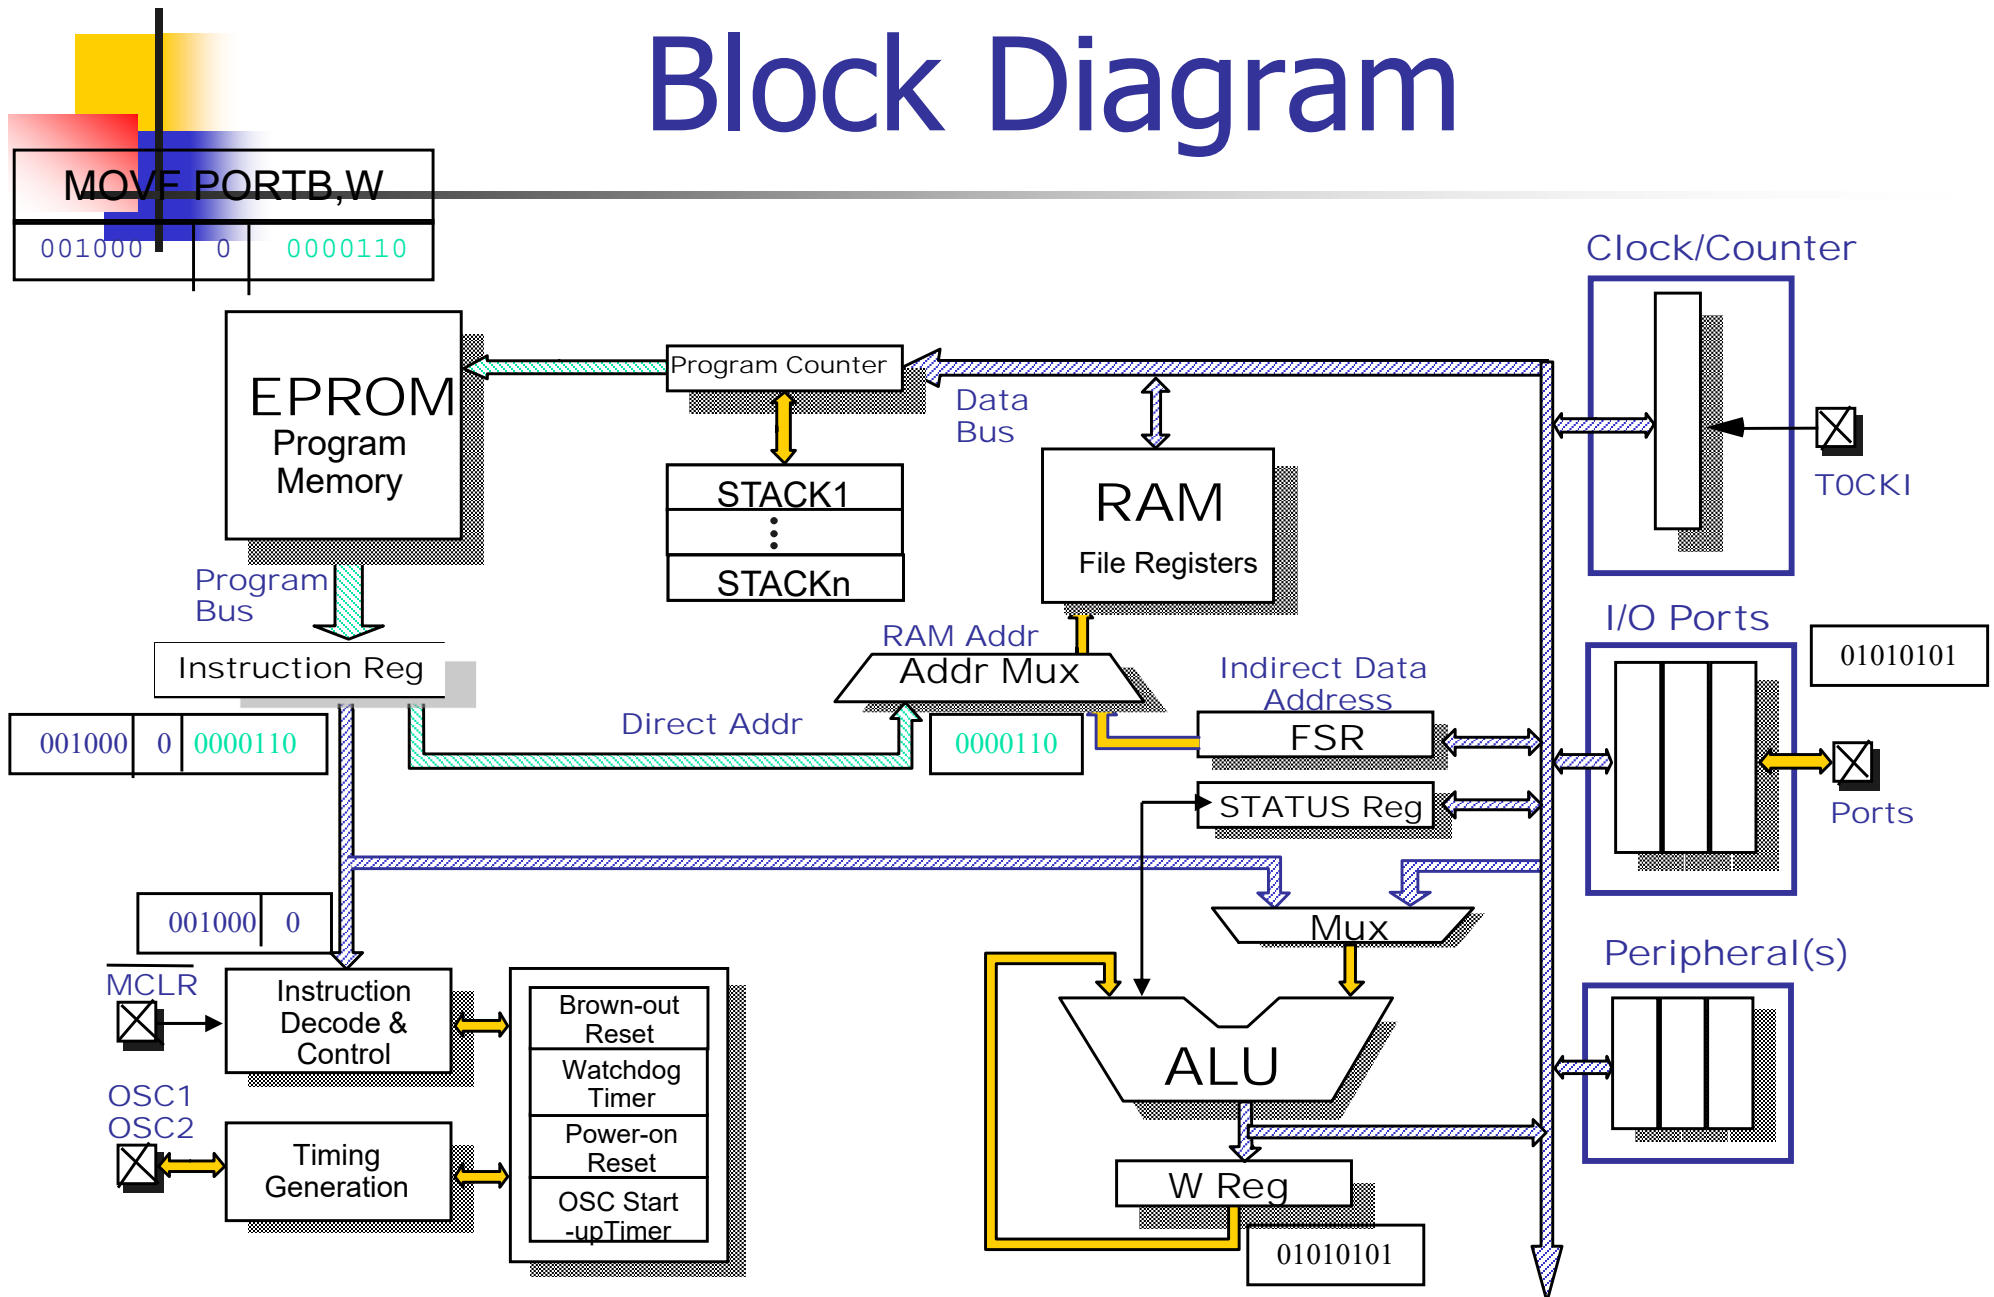 Block Diagram
MOVF PORTB,W
001000 0 0000110
Clock/Counter
T0CKI
EPROM
Program
Memory
Program Counter
Data
Bus
STACK1
⋮
STACKn
RAM
File Registers
Program
Bus
Instruction Reg
001000 0 0000110
Direct Addr
RAM Addr
Addr Mux
0000110
Indirect Data
Address
FSR
STATUS Reg
I/O Ports
01010101
Ports
001000 0
MCLR
Instruction
Decode &
Control
OSC1
OSC2
Timing
Generation
Brown-out
Reset
Watchdog
Timer
Power-on
Reset
OSC Start
-upTimer
Mux
ALU
W Reg
01010101
Peripheral(s)